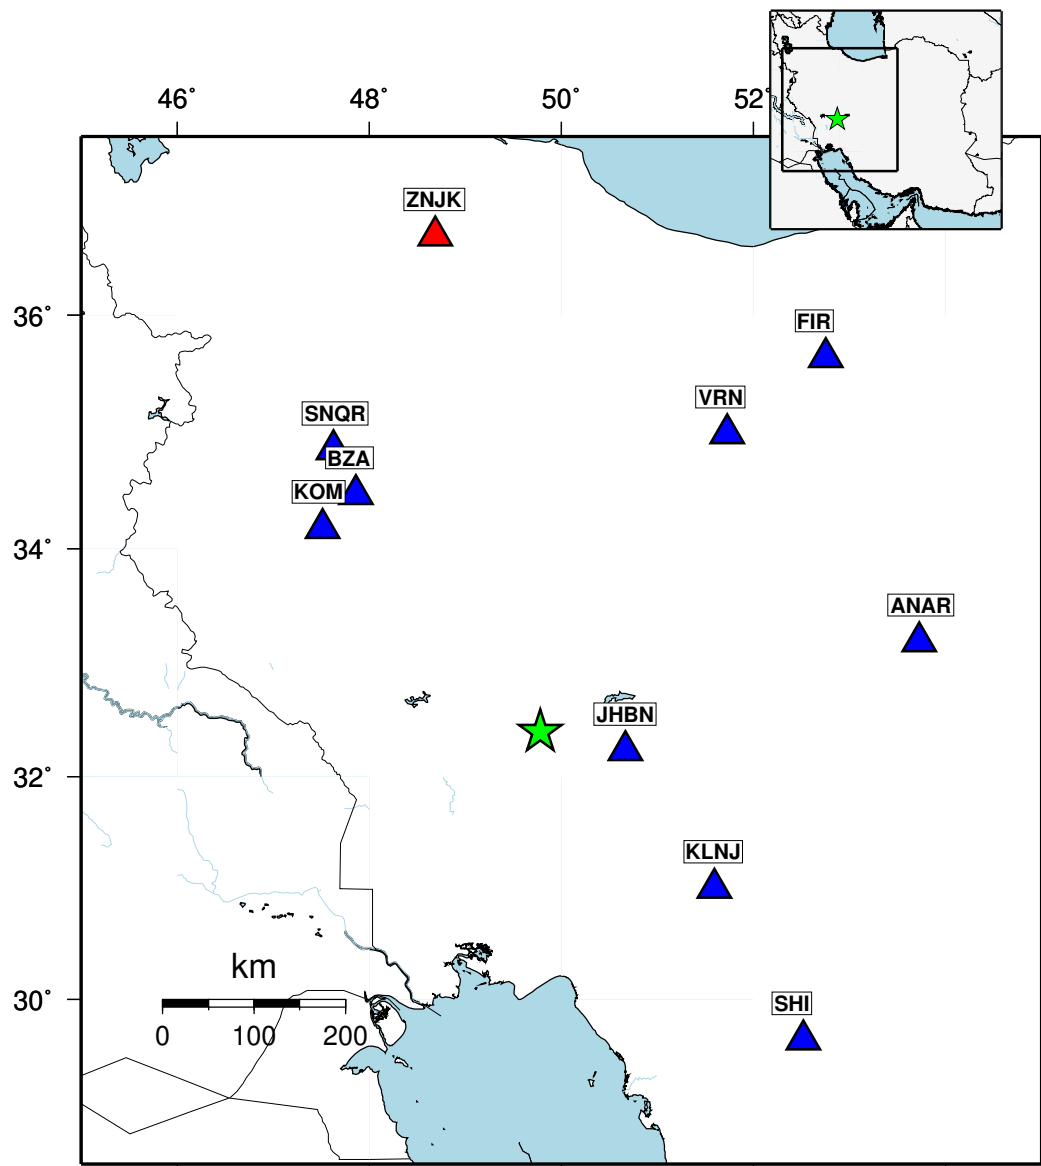 46° 48° 50° 52°
ZNJK
36°
FIR
VRN
SNQR
BZA
KOM
34°
ANAR
JHBN
32°
KLNJ
km
30°
SHI
0 100 200